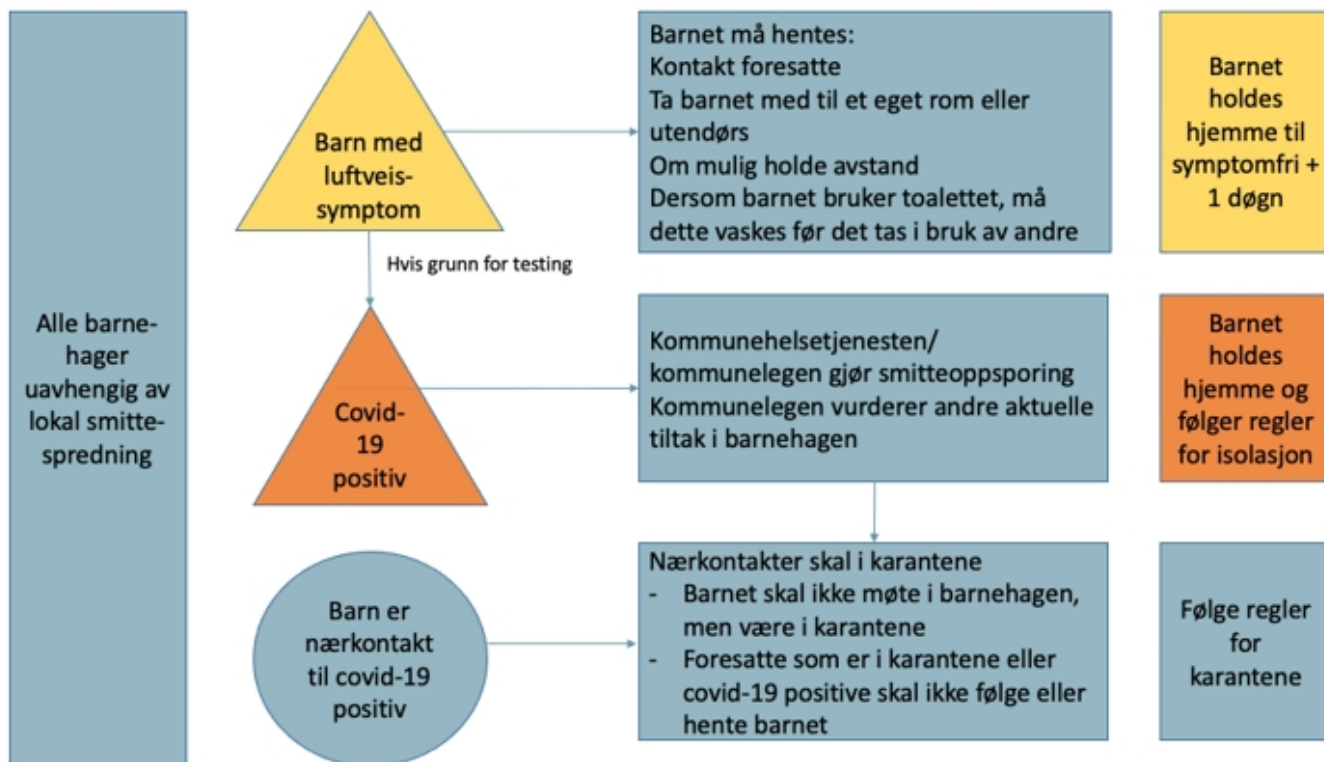 Alle barne-
hager
uavhengig av
lokal smitte-
spredning
Barn med
luftveis-
symptom
Barnet må hentes:
Kontakt foresatte
Ta barnet med til et eget rom eller
utendørs
Om mulig holde avstand
Dersom barnet bruker toalettet, må
dette vaskes før det tas i bruk av andre
Barnet
holdes
hjemme til
symptomfri +
1 døgn
Hvis grunn for testing
Covid-
19
positiv
Kommunehelsetjenesten/
kommunelegen gjør smitteoppsporing
Kommunelegen vurderer andre aktuelle
tiltak i barnehagen
Barnet
holdes
hjemme og
følger regler
for isolasjon
Barn er
nærkontakt
til covid-19
positiv
Nærkontakter skal i karantene
- Barnet skal ikke møte i barnehagen,
men være i karantene
- Foresatte som er i karantene eller
covid-19 positive skal ikke følge eller
hente barnet
Følge regler
for
karantene